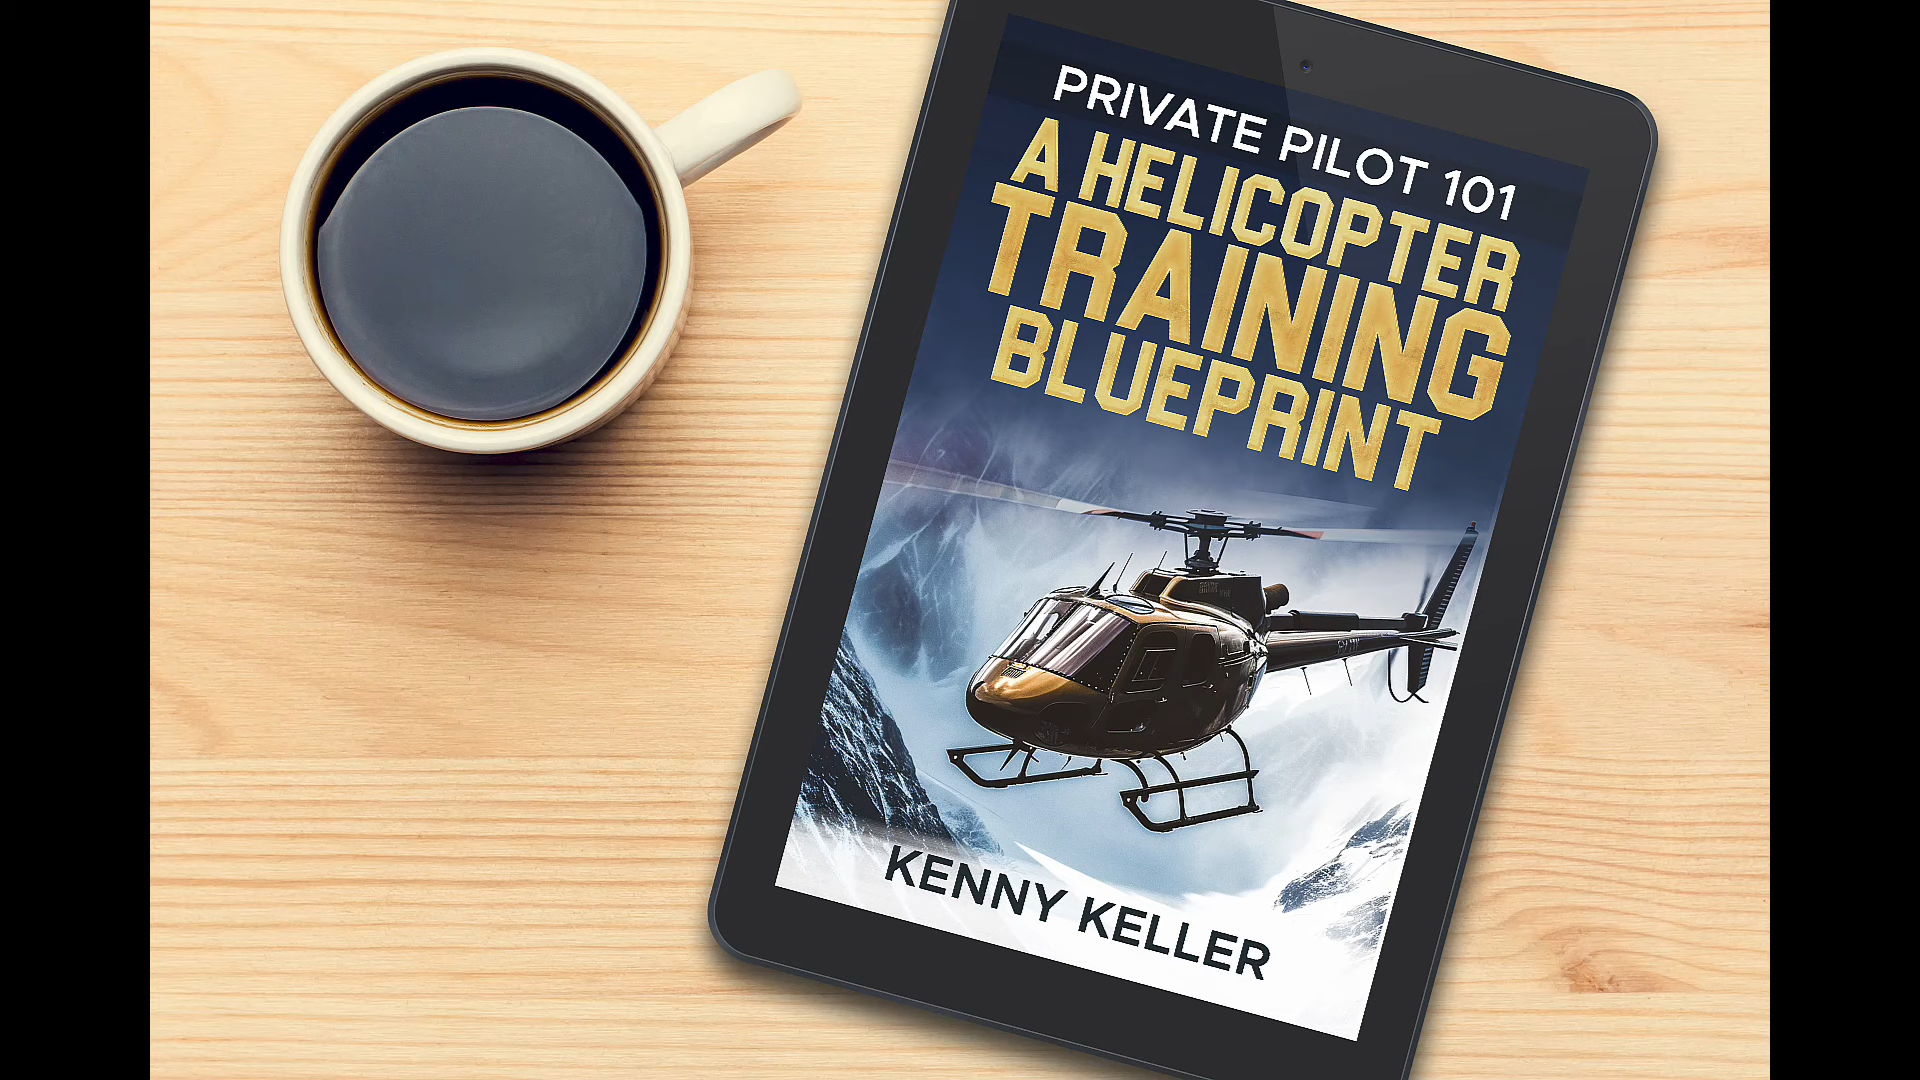 PRIVATE PILOT 101
A HELICOPTER
TRAINING
BLUEPRINT
KENNY KELLER